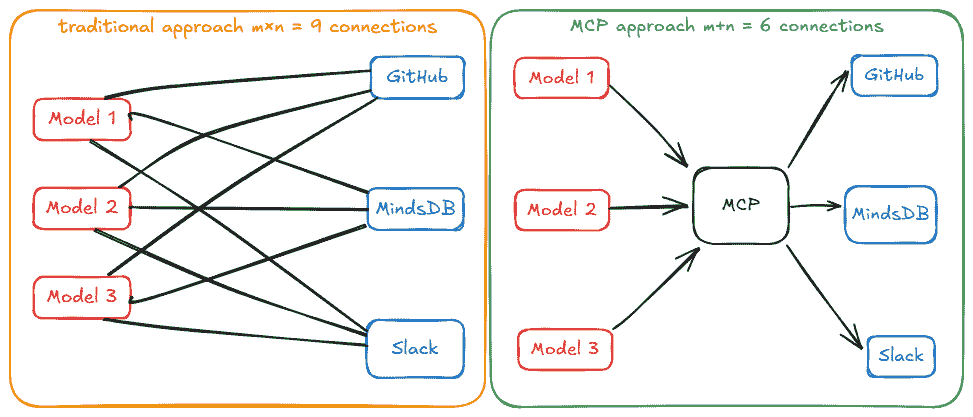 traditional approach m×n = 9 connections
GitHub
Model 1
Model 2
MindsDB
Model 3
Slack
MCP approach m+n = 6 connections
Model 1
GitHub
Model 2
MCP
MindsDB
Model 3
Slack